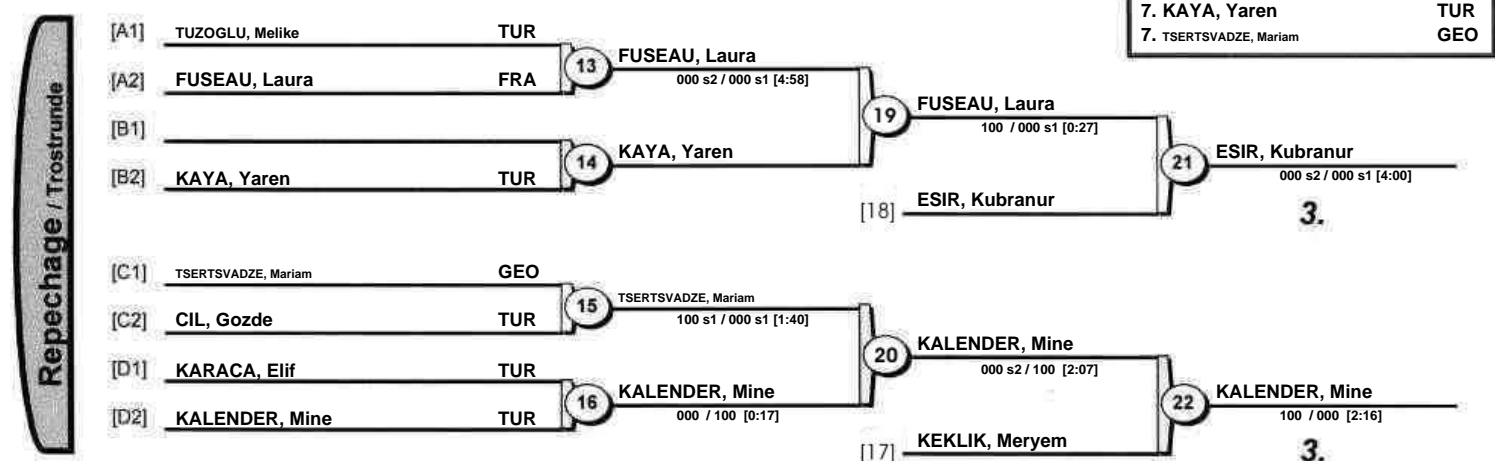 7. KAYA, Yaren TUR
7. TSERTSVADZE, Mariam GEO
Repechage / Trostrunde
[A1] TUZOGLU, Melike TUR
[A2] FUSEAU, Laura FRA
13 FUSEAU, Laura
000 s2 / 000 s1 [4:58]
[B1]
[B2] KAYA, Yaren TUR
14 KAYA, Yaren
19 FUSEAU, Laura
100 / 000 s1 [0:27]
[18] ESIR, Kubranur
21 ESIR, Kubranur
000 s2 / 000 s1 [4:00]
3.
[C1] TSERTSVADZE, Mariam GEO
[C2] CIL, Gozde TUR
15 TSERTSVADZE, Mariam
100 s1 / 000 s1 [1:40]
[D1] KARACA, Elif TUR
[D2] KALENDER, Mine TUR
16 KALENDER, Mine
000 / 100 [0:17]
20 KALENDER, Mine
000 s2 / 100 [2:07]
[17] KEKLIK, Meryem
22 KALENDER, Mine
100 / 000 [2:16]
3.